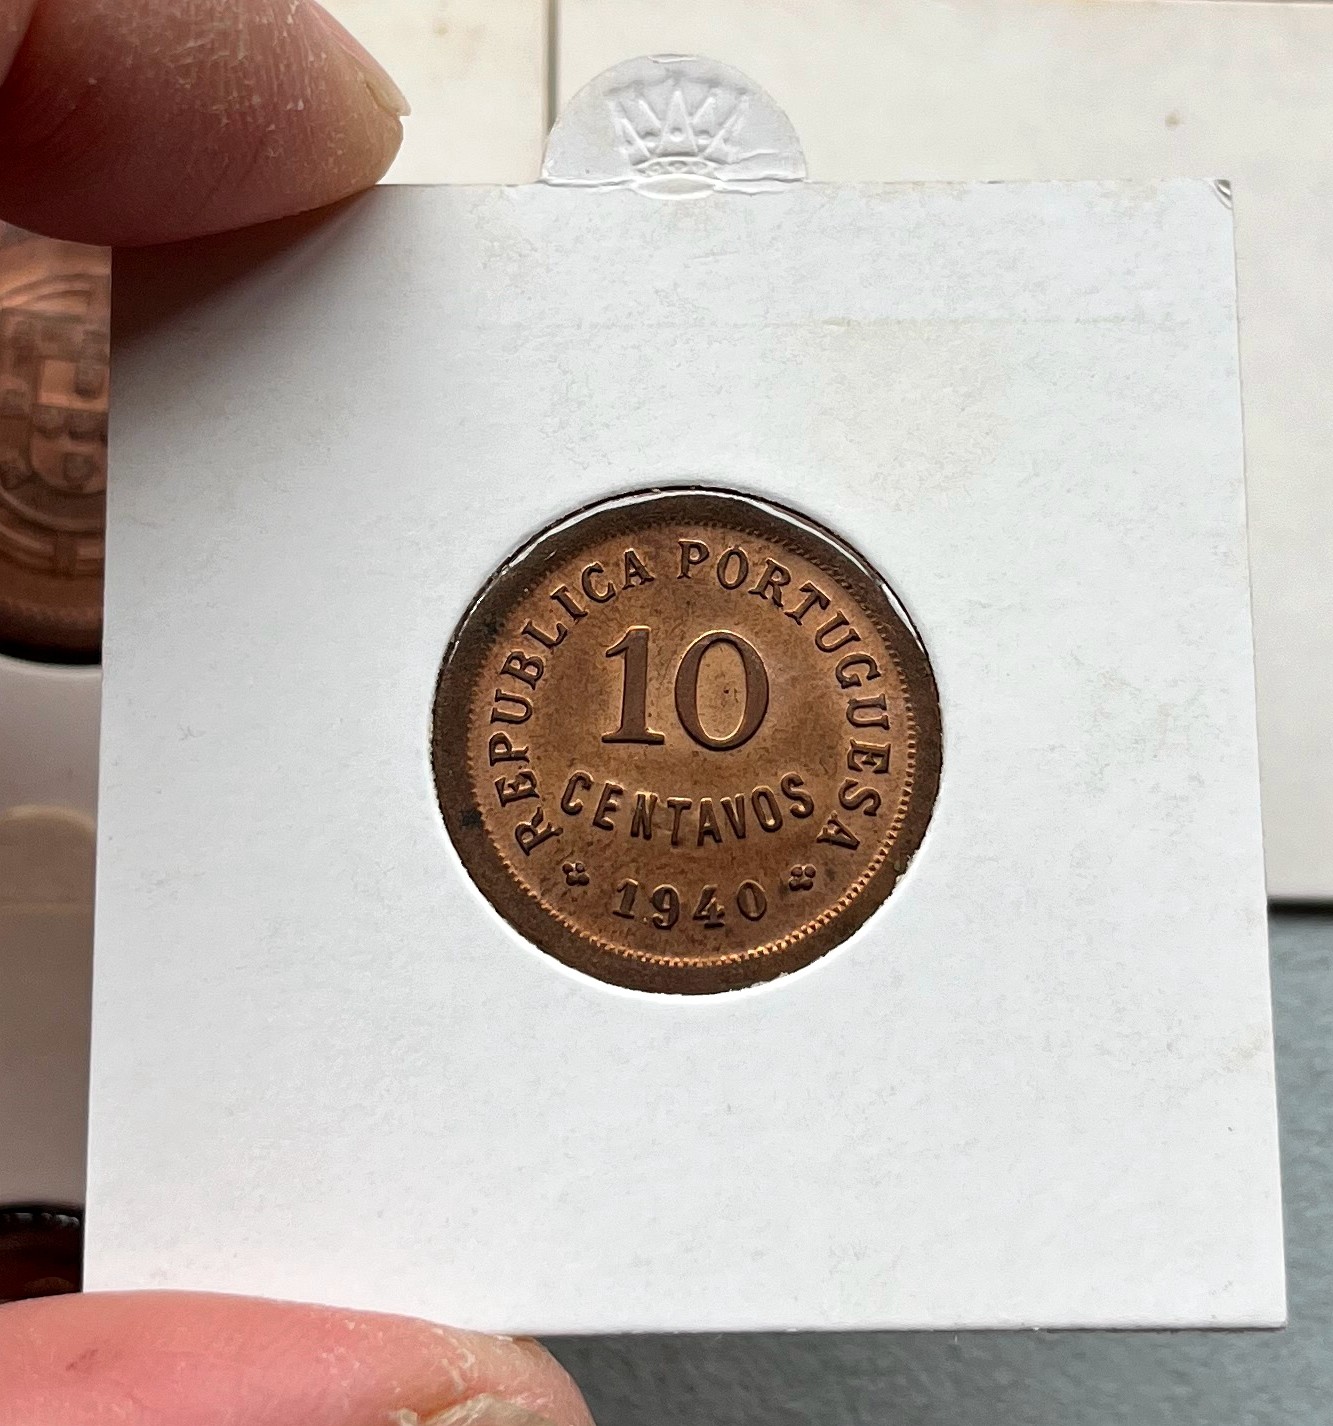 REPUBLICA PORTUGUESA
10
CENTAVOS
1940